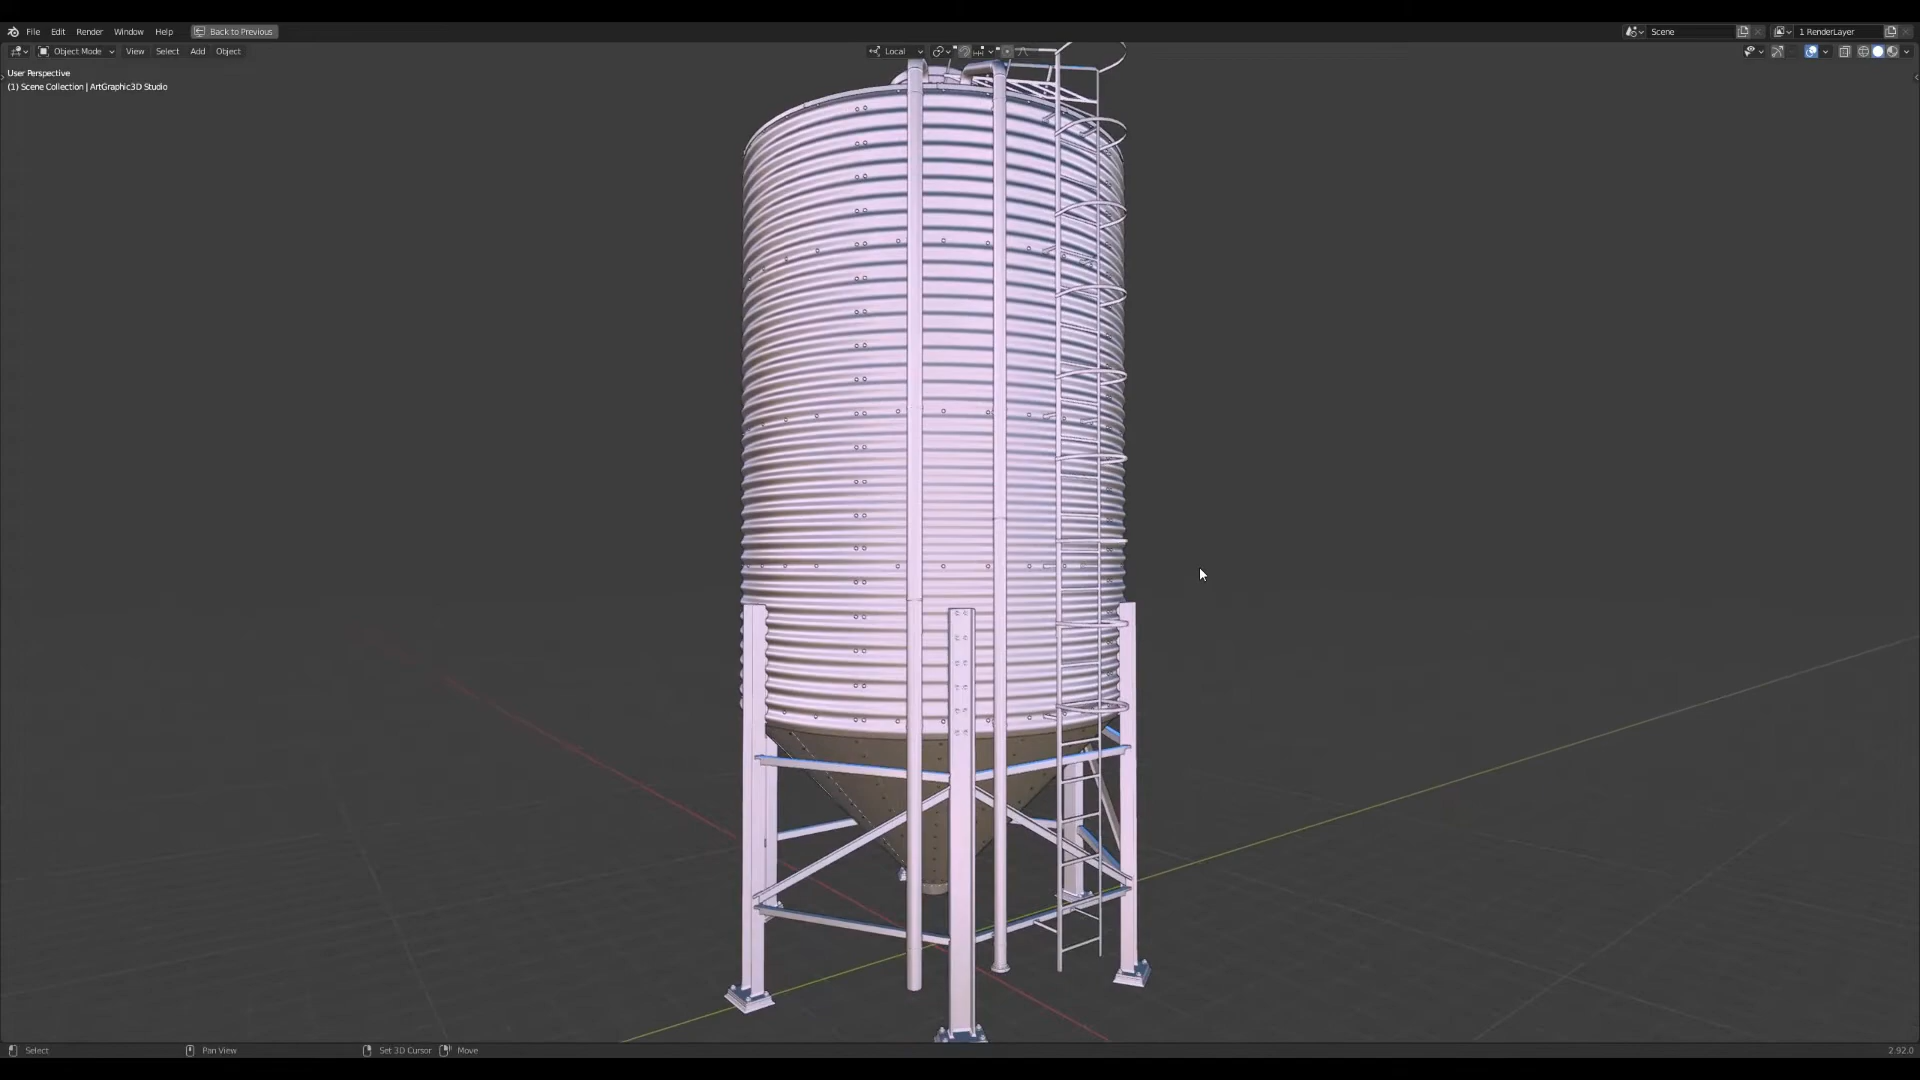 File Edit Render Window Help Back to Previous Scene 1 RenderLayer
Object Mode View Select Add Object Local
User Perspective
(1) Scene Collection | ArtGraphic3D Studio
Select Pan View Set 3D Cursor Move 2.92.0